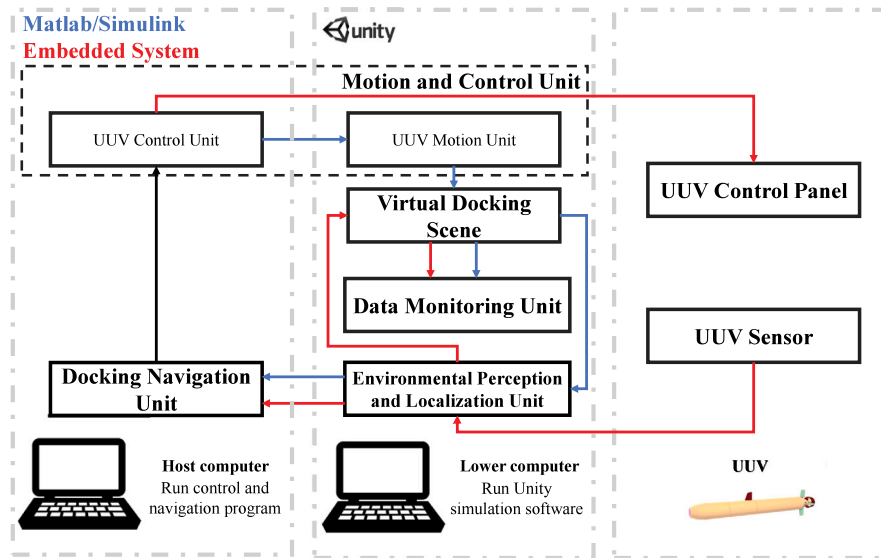 Matlab/Simulink
Embedded System
unity
Motion and Control Unit
UUV Control Unit
UUV Motion Unit
UUV Control Panel
Virtual Docking
Scene
Data Monitoring Unit
UUV Sensor
Docking Navigation
Unit
Environmental Perception
and Localization Unit
Host computer
Run control and
navigation program
Lower computer
Run Unity
simulation software
UUV